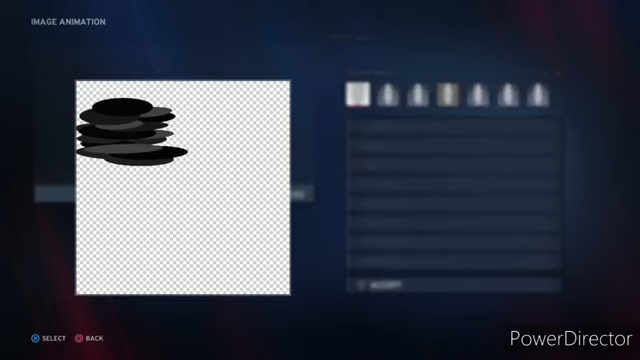 IMAGE ANIMATION
ACCEPT
SELECT
BACK
PowerDirector